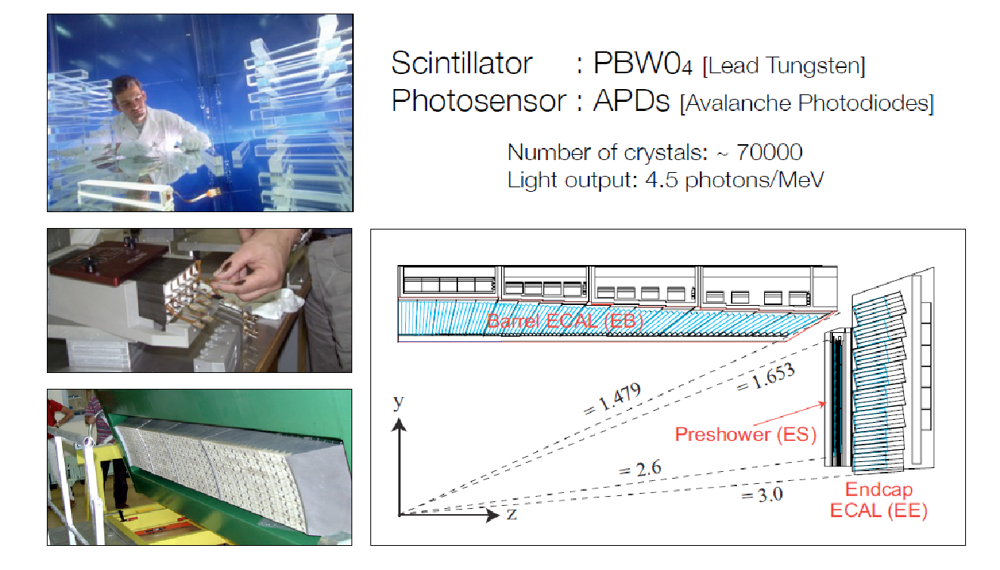 Scintillator : PBW04 [Lead Tungsten]
Photosensor : APDs [Avalanche Photodiodes]
Number of crystals: ~ 70000
Light output: 4.5 photons/MeV
Barrel ECAL (EB)
= 1.653
= 1.479
y
Preshower (ES)
= 2.6
= 3.0
z
Endcap
ECAL (EE)